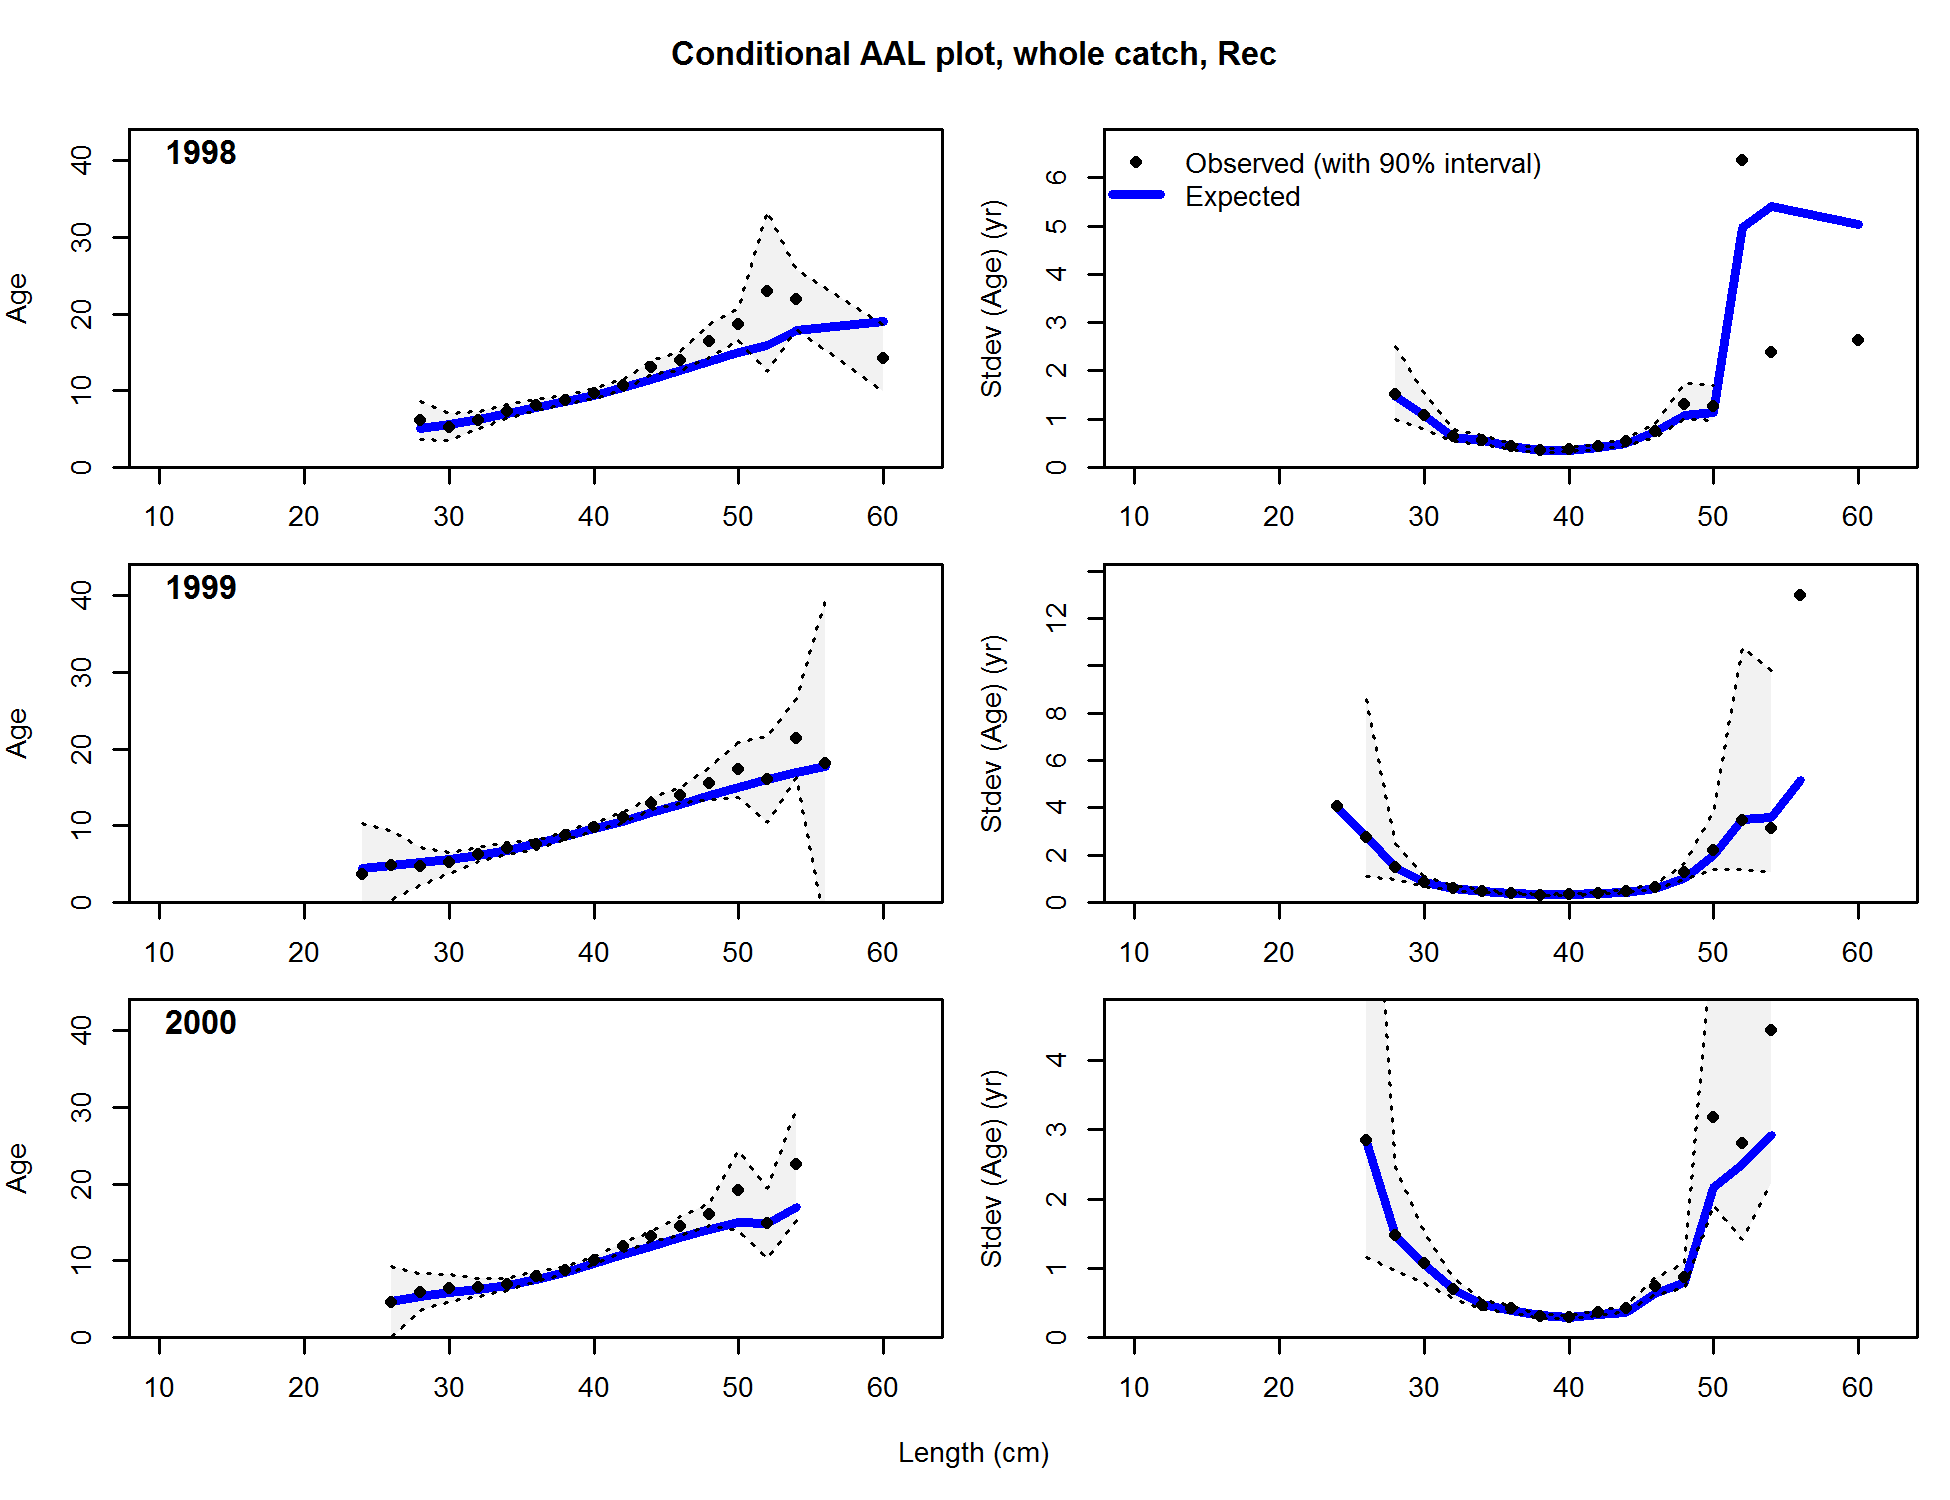 Conditional AAL plot, whole catch, Rec
1998
Age
0 10 20 30 40
10 20 30 40 50 60
Observed (with 90% interval)
Expected
Stdev (Age) (yr)
0 1 2 3 4 5 6
10 20 30 40 50 60
1999
Age
0 10 20 30 40
10 20 30 40 50 60
Stdev (Age) (yr)
0 2 4 6 8 12
10 20 30 40 50 60
2000
Age
0 10 20 30 40
10 20 30 40 50 60
Stdev (Age) (yr)
0 1 2 3 4
10 20 30 40 50 60
Length (cm)